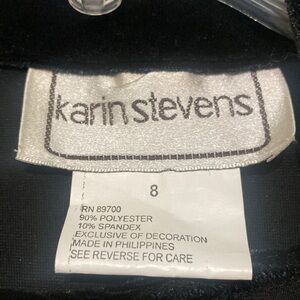 karin stevens
8
RN 89700
90% POLYESTER
10% SPANDEX
EXCLUSIVE OF DECORATION
MADE IN PHILIPPINES
SEE REVERSE FOR CARE